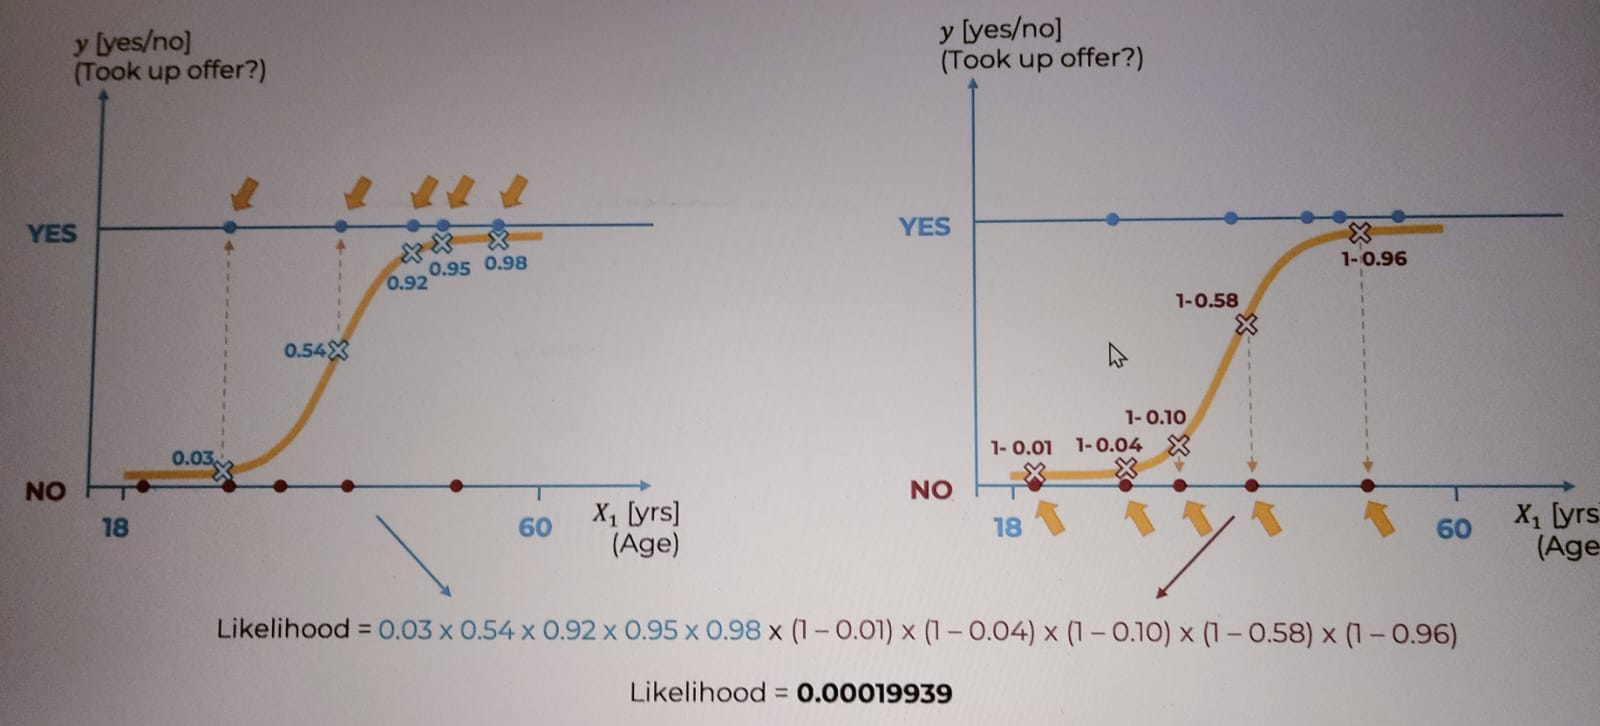 y [yes/no]
(Took up offer?)
YES
0.92
0.95
0.98
0.54
0.03
NO
18
60
X₁ [yrs]
(Age)
y [yes/no]
(Took up offer?)
YES
1-0.96
1-0.58
1-0.10
1-0.01
1-0.04
NO
18
60
X₁ [yrs
(Age
Likelihood = 0.03 x 0.54 x 0.92 x 0.95 x 0.98 x (1 – 0.01) x (1 – 0.04) x (1 – 0.10) x (1 – 0.58) x (1 – 0.96)
Likelihood = 0.00019939